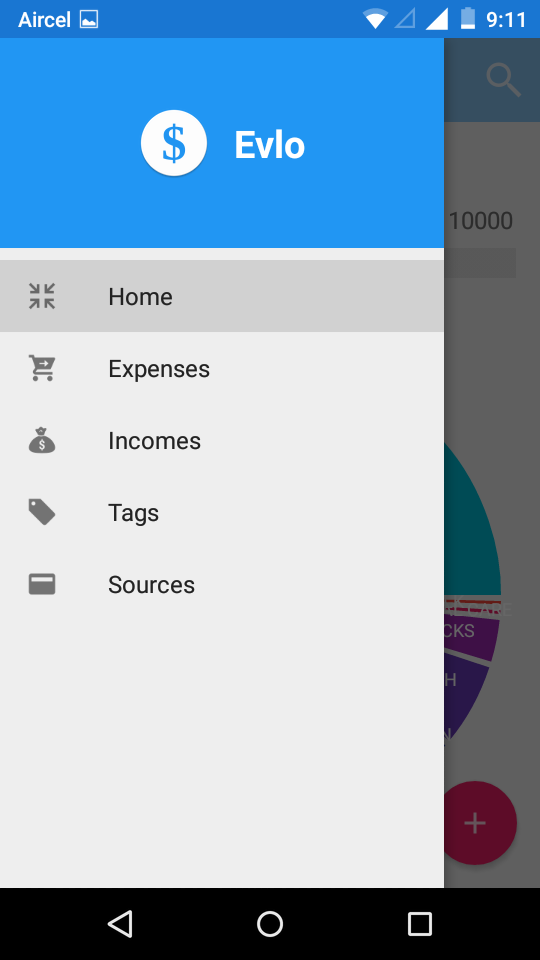 Aircel 9:11
$ Evlo
10000
Home
Expenses
Incomes
Tags
Sources
CKS
H
N